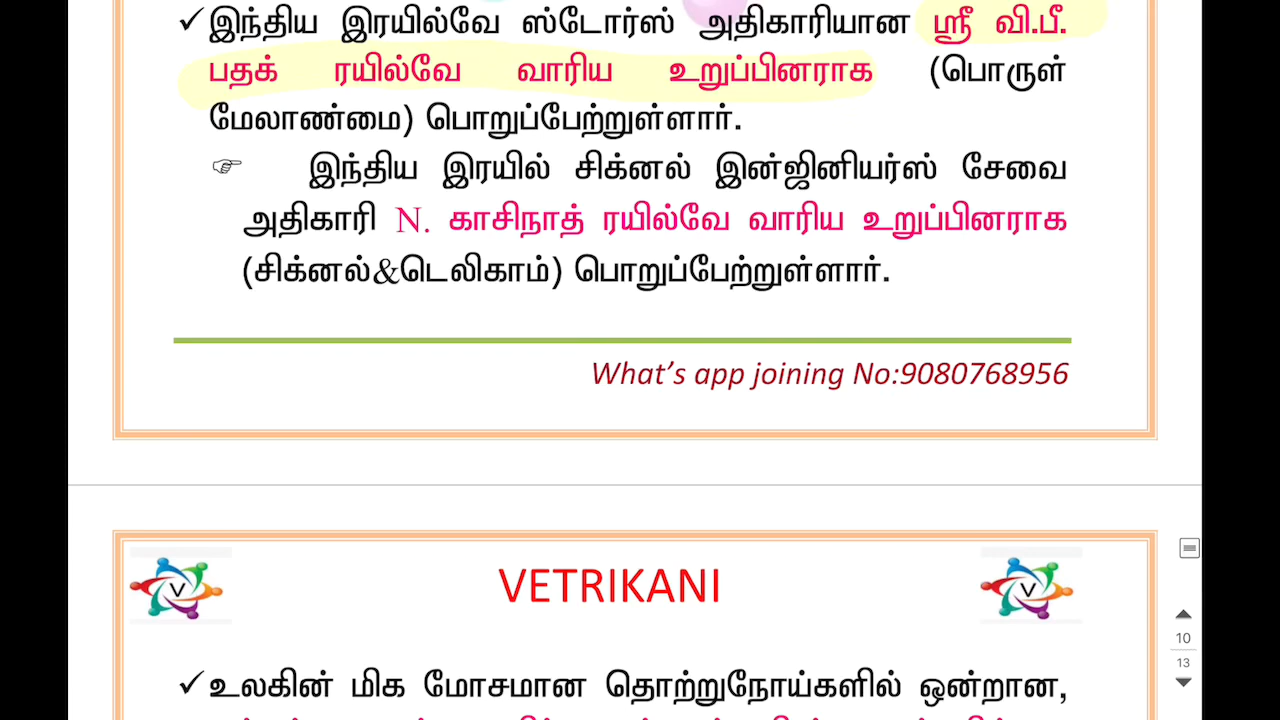 ✓ இந்திய இரயில்வே ஸ்டோர்ஸ் அதிகாரியான ஸ்ரீ வி.பீ.
பதக் ரயில்வே வாரிய உறுப்பினராக (பொருள்
மேலாண்மை) பொறுப்பேற்றுள்ளார்.
☞ இந்திய இரயில் சிக்னல் இன்ஜினியர்ஸ் சேவை
அதிகாரி N. காசிநாத் ரயில்வே வாரிய உறுப்பினராக
(சிக்னல்&டெலிகாம்) பொறுப்பேற்றுள்ளார்.
What's app joining No:9080768956
V VETRIKANI V
10
13
✓ உலகின் மிக மோசமான தொற்றுநோய்களில் ஒன்றான,